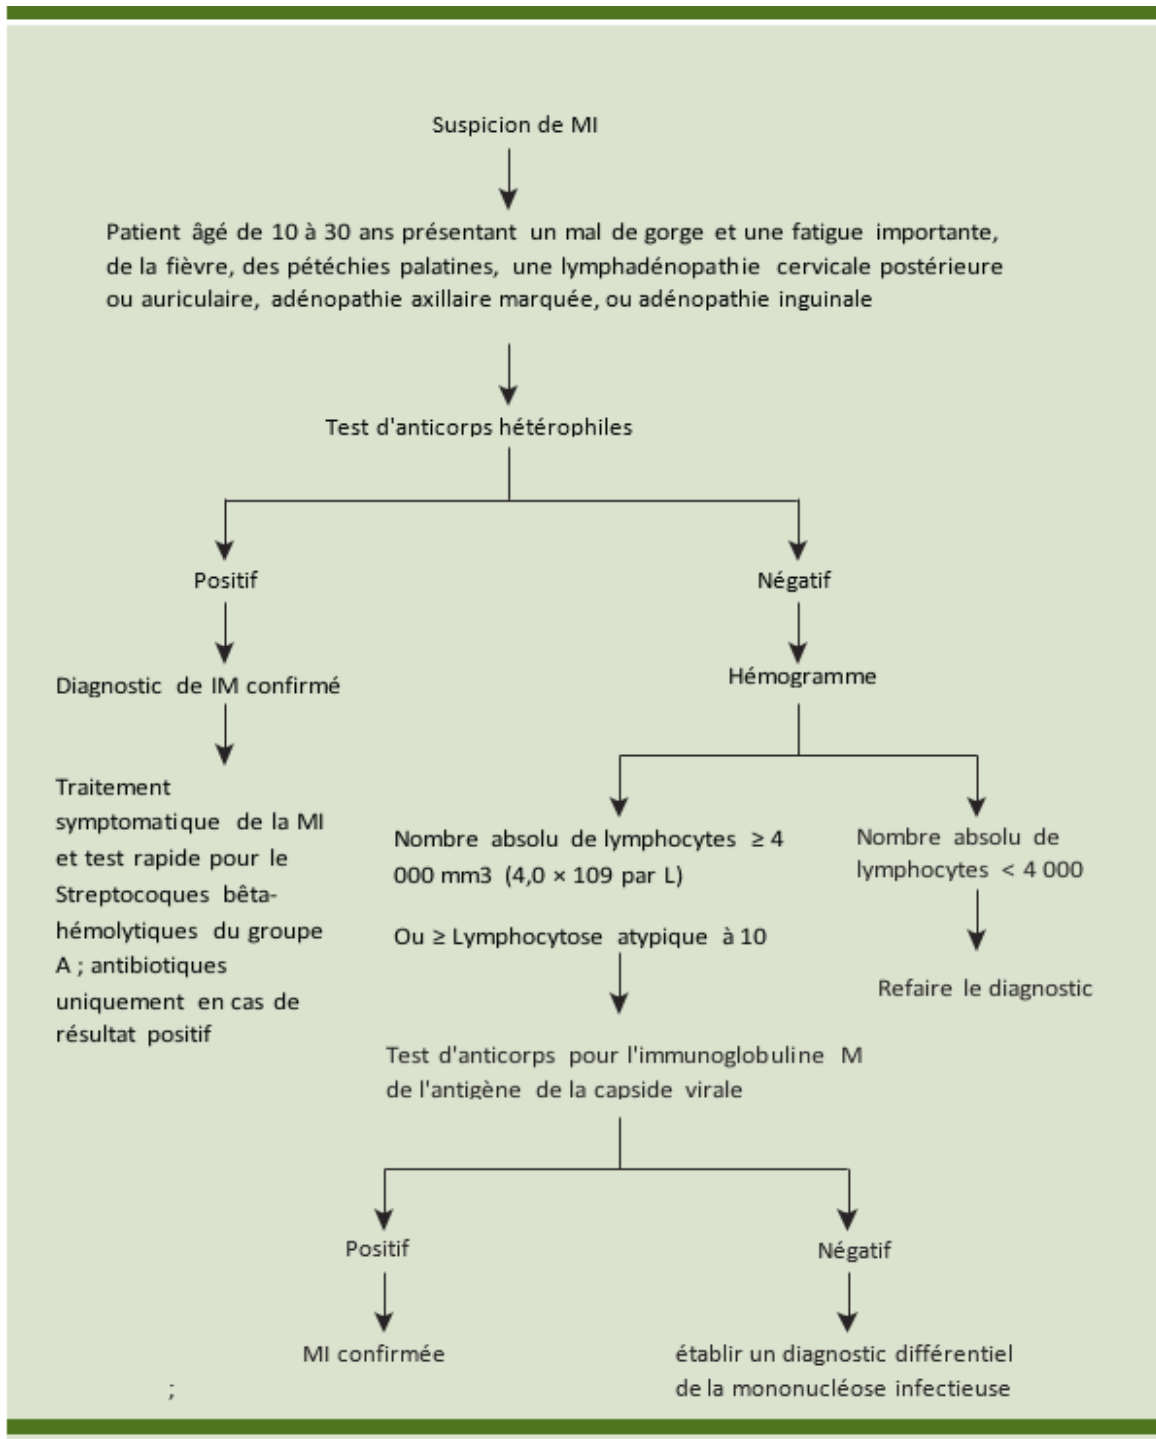 Suspicion de MI
Patient âgé de 10 à 30 ans présentant un mal de gorge et une fatigue importante,
de la fièvre, des pétéchies palatines, une lymphadénopathie cervicale postérieure
ou auriculaire, adénopathie axillaire marquée, ou adénopathie inguinale
Test d'anticorps hétérophiles
Positif
Négatif
Diagnostic de IM confirmé
Hémogramme
Traitement
symptomatique de la MI
et test rapide pour le
Streptocoques bêta-
hémolytiques du groupe
A ; antibiotiques
uniquement en cas de
résultat positif
Nombre absolu de lymphocytes ≥ 4
000 mm3 (4,0 × 109 par L)
Ou ≥ Lymphocytose atypique à 10
Nombre absolu de
lymphocytes < 4 000
Refaire le diagnostic
Test d'anticorps pour l'immunoglobuline M
de l'antigène de la capside virale
Positif
Négatif
MI confirmée
établir un diagnostic différentiel
de la mononucléose infectieuse
;